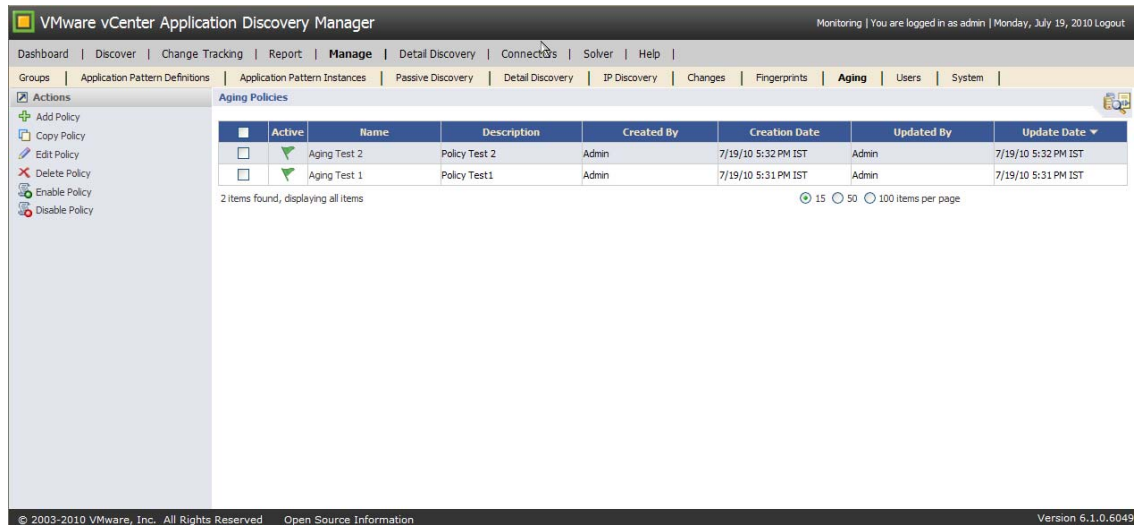 VMware vCenter Application Discovery Manager
Monitoring | You are logged in as admin | Monday, July 19, 2010 Logout
Dashboard | Discover | Change Tracking | Report | Manage | Detail Discovery | Connectors | Solver | Help |
Groups | Application Pattern Definitions | Application Pattern Instances | Passive Discovery | Detail Discovery | IP Discovery | Changes | Fingerprints | Aging | Users | System |
Actions
Add Policy
Copy Policy
Edit Policy
Delete Policy
Enable Policy
Disable Policy
Aging Policies
Active Name Description Created By Creation Date Updated By Update Date
Aging Test 2 Policy Test 2 Admin 7/19/10 5:32 PM IST Admin 7/19/10 5:32 PM IST
Aging Test 1 Policy Test1 Admin 7/19/10 5:31 PM IST Admin 7/19/10 5:31 PM IST
2 items found, displaying all items 15 50 100 items per page
© 2003-2010 VMware, Inc. All Rights Reserved Open Source Information Version 6.1.0.6049